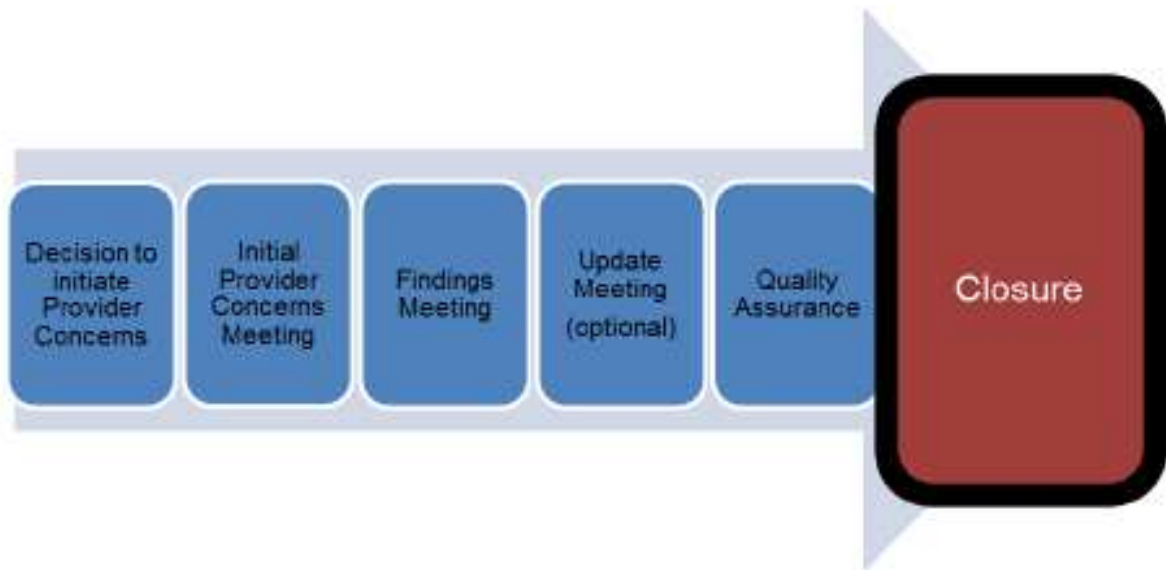 Decision to
initiate
Provider
Concerns
Initial
Provider
Concerns
Meeting
Findings
Meeting
Update
Meeting
(optional)
Quality
Assurance
Closure